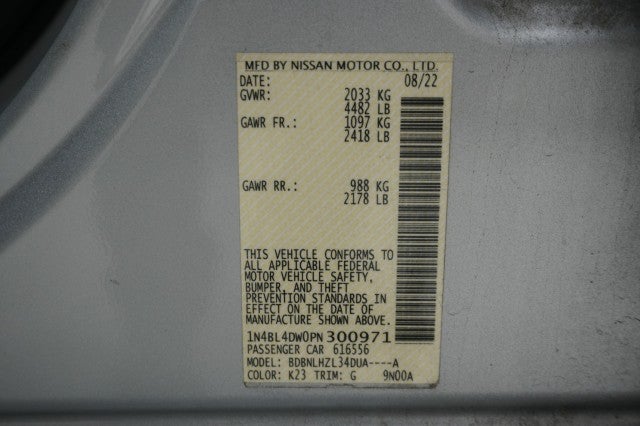 MFD BY NISSAN MOTOR CO., LTD.
DATE: 08/22
GVWR: 2033 KG
4482 LB
GAWR FR.: 1097 KG
2418 LB
GAWR RR.: 988 KG
2178 LB
THIS VEHICLE CONFORMS TO
ALL APPLICABLE FEDERAL
MOTOR VEHICLE SAFETY,
BUMPER, AND THEFT
PREVENTION STANDARDS IN
EFFECT ON THE DATE OF
MANUFACTURE SHOWN ABOVE.
1N4BL4DW0PN300971
PASSENGER CAR 616556
MODEL: BDBNLHZL34DUA----A
COLOR: K23 TRIM: G 9N00A